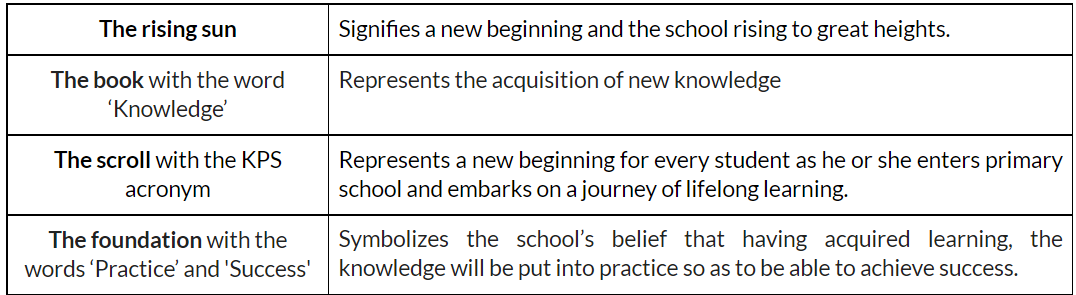 The rising sun
Signifies a new beginning and the school rising to great heights.
The book with the word
‘Knowledge’
Represents the acquisition of new knowledge
The scroll with the KPS
acronym
Represents a new beginning for every student as he or she enters primary
school and embarks on a journey of lifelong learning.
The foundation with the
words ‘Practice’ and 'Success'
Symbolizes the school’s belief that having acquired learning, the
knowledge will be put into practice so as to be able to achieve success.